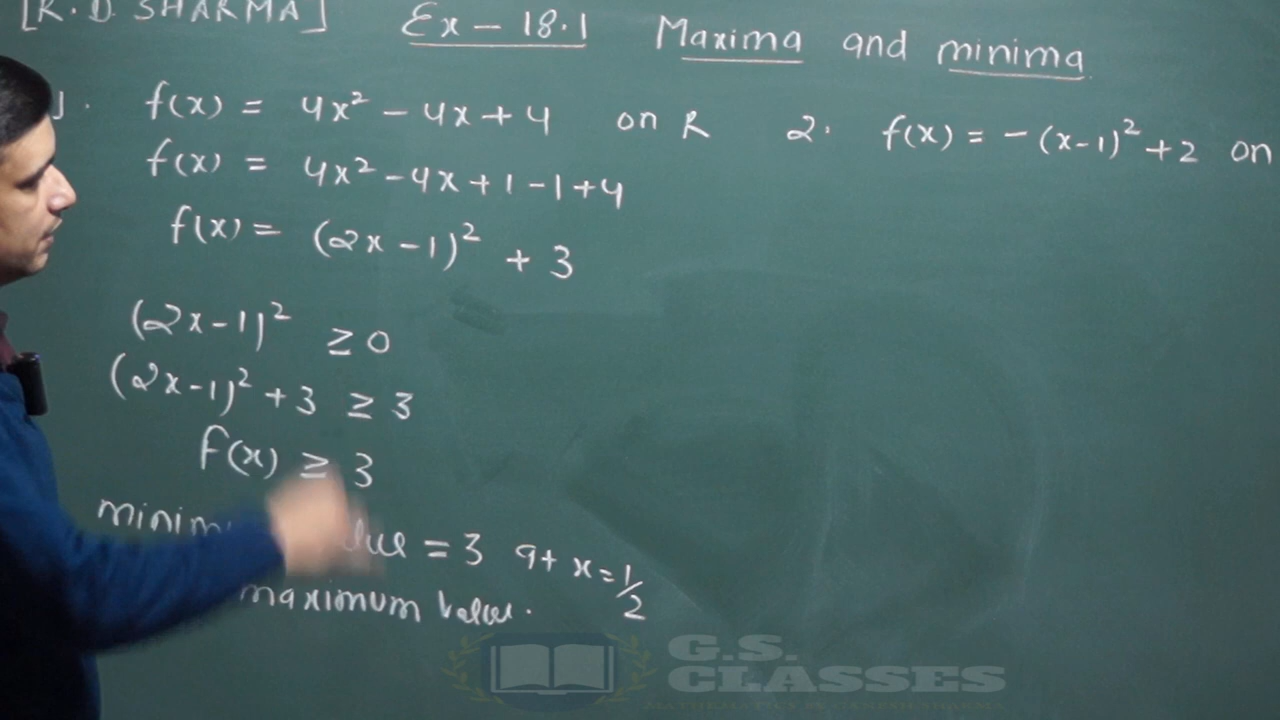 [R.D. SHARMA] Ex – 18.1 Maxima and minima
1. f(x) = 4x² – 4x + 4 on R
f(x) = 4x² – 4x + 1 – 1 + 4
f(x) = (2x – 1)² + 3
(2x – 1)² ≥ 0
(2x – 1)² + 3 ≥ 3
f(x) ≥ 3
= 3 at x = 1/2
maximum value.
2. f(x) = – (x – 1)² + 2 on
G.S.
CLASSES